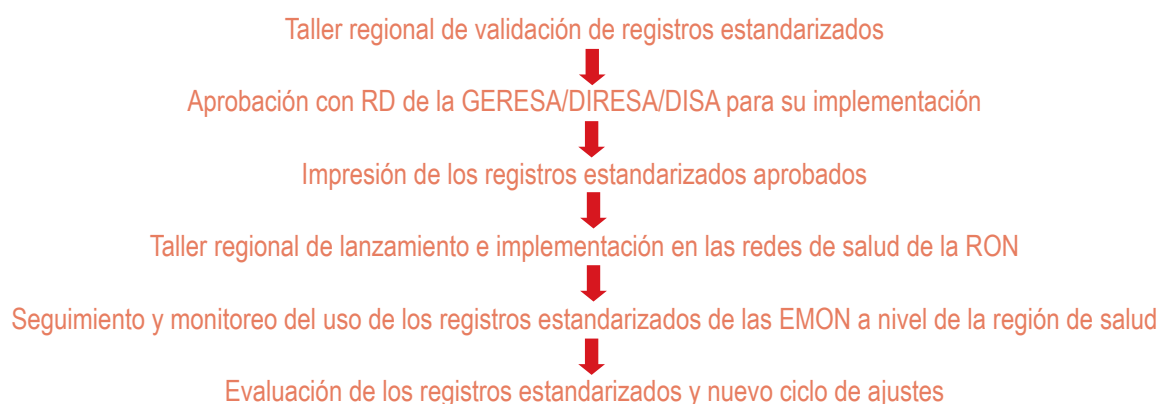 Taller regional de validación de registros estandarizados
Aprobación con RD de la GERESA/DIRESA/DISA para su implementación
Impresión de los registros estandarizados aprobados
Taller regional de lanzamiento e implementación en las redes de salud de la RON
Seguimiento y monitoreo del uso de los registros estandarizados de las EMON a nivel de la región de salud
Evaluación de los registros estandarizados y nuevo ciclo de ajustes